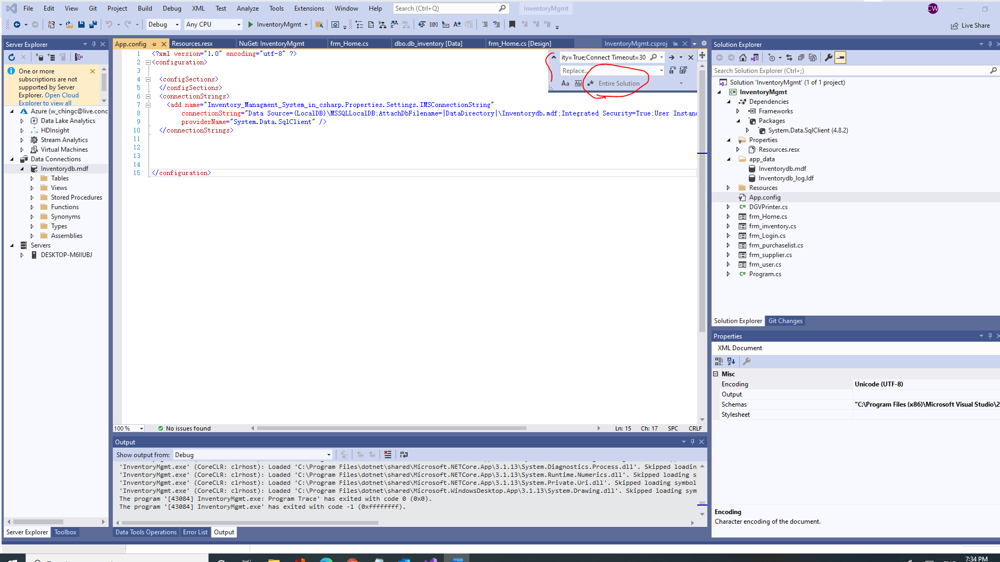 File Edit View Git Project Build Debug XML Test Analyze Tools Extensions Window Help Search (Ctrl+Q) InventoryMgmt CW
Debug Any CPU InventoryMgmt Live Share
Server Explorer
One or more
subscriptions are not
supported by Server
Explorer. Open Cloud
Explorer to view all
Azure (w_chingc@live.conc
Data Lake Analytics
HDInsight
Stream Analytics
Virtual Machines
Data Connections
Inventorydb.mdf
Tables
Views
Stored Procedures
Functions
Synonyms
Types
Assemblies
Servers
DESKTOP-M6IIUBJ
Server Explorer Toolbox
App.config Resources.resx NuGet: InventoryMgmt frm_Home.cs dbo.db_inventory [Data] frm_Home.cs [Design] InventoryMgmt.csproj
1 <?xml version="1.0" encoding="utf-8" ?>
2 <configuration>
3
4 <configSections>
5 </configSections>
6 <connectionStrings>
7 <add name="Inventory_Managment_System_in_csharp.Properties.Settings.IMSConnectionString"
8 connectionString="Data Source=(LocalDB)\MSSQLLocalDB;AttachDbFilename=|DataDirectory|\Inventorydb.mdf;Integrated Security=True;User Instanc
9 providerName="System.Data.SqlClient" />
10 </connectionStrings>
11
12
13
14
15 </configuration>
ity=True;Connect Timeout=30
Replace...
Aa Ab Entire Solution
100 % No issues found Ln: 15 Ch: 17 SPC CRLF
Output
Show output from: Debug
'InventoryMgmt.exe' (CoreCLR: clrhost): Loaded 'C:\Program Files\dotnet\shared\Microsoft.NETCore.App\3.1.13\System.Diagnostics.Process.dll'. Skipped loadin
'InventoryMgmt.exe' (CoreCLR: clrhost): Loaded 'C:\Program Files\dotnet\shared\Microsoft.NETCore.App\3.1.13\System.Runtime.Numerics.dll'. Skipped loading s
'InventoryMgmt.exe' (CoreCLR: clrhost): Loaded 'C:\Program Files\dotnet\shared\Microsoft.NETCore.App\3.1.13\System.Private.Uri.dll'. Skipped loading symbol
'InventoryMgmt.exe' (CoreCLR: clrhost): Loaded 'C:\Program Files\dotnet\shared\Microsoft.WindowsDesktop.App\3.1.13\System.Drawing.dll'. Skipped loading sym
The program '[43084] InventoryMgmt.exe: Program Trace' has exited with code 0 (0x0).
The program '[43084] InventoryMgmt.exe' has exited with code -1 (0xffffffff).
Data Tools Operations Error List Output
Solution Explorer
Search Solution Explorer (Ctrl+;)
Solution 'InventoryMgmt' (1 of 1 project)
InventoryMgmt
Dependencies
Frameworks
Packages
System.Data.SqlClient (4.8.2)
Properties
Resources.resx
app_data
Inventorydb.mdf
Inventorydb_log.ldf
Resources
App.config
DGVPrinter.cs
frm_Home.cs
frm_inventory.cs
frm_Login.cs
frm_purchaselist.cs
frm_supplier.cs
frm_user.cs
Program.cs
Solution Explorer Git Changes
Properties
XML Document
Misc
Encoding Unicode (UTF-8)
Output
Schemas "C:\Program Files (x86)\Microsoft Visual Studio\2
Stylesheet
Encoding
Character encoding of the document.
7:34 PM